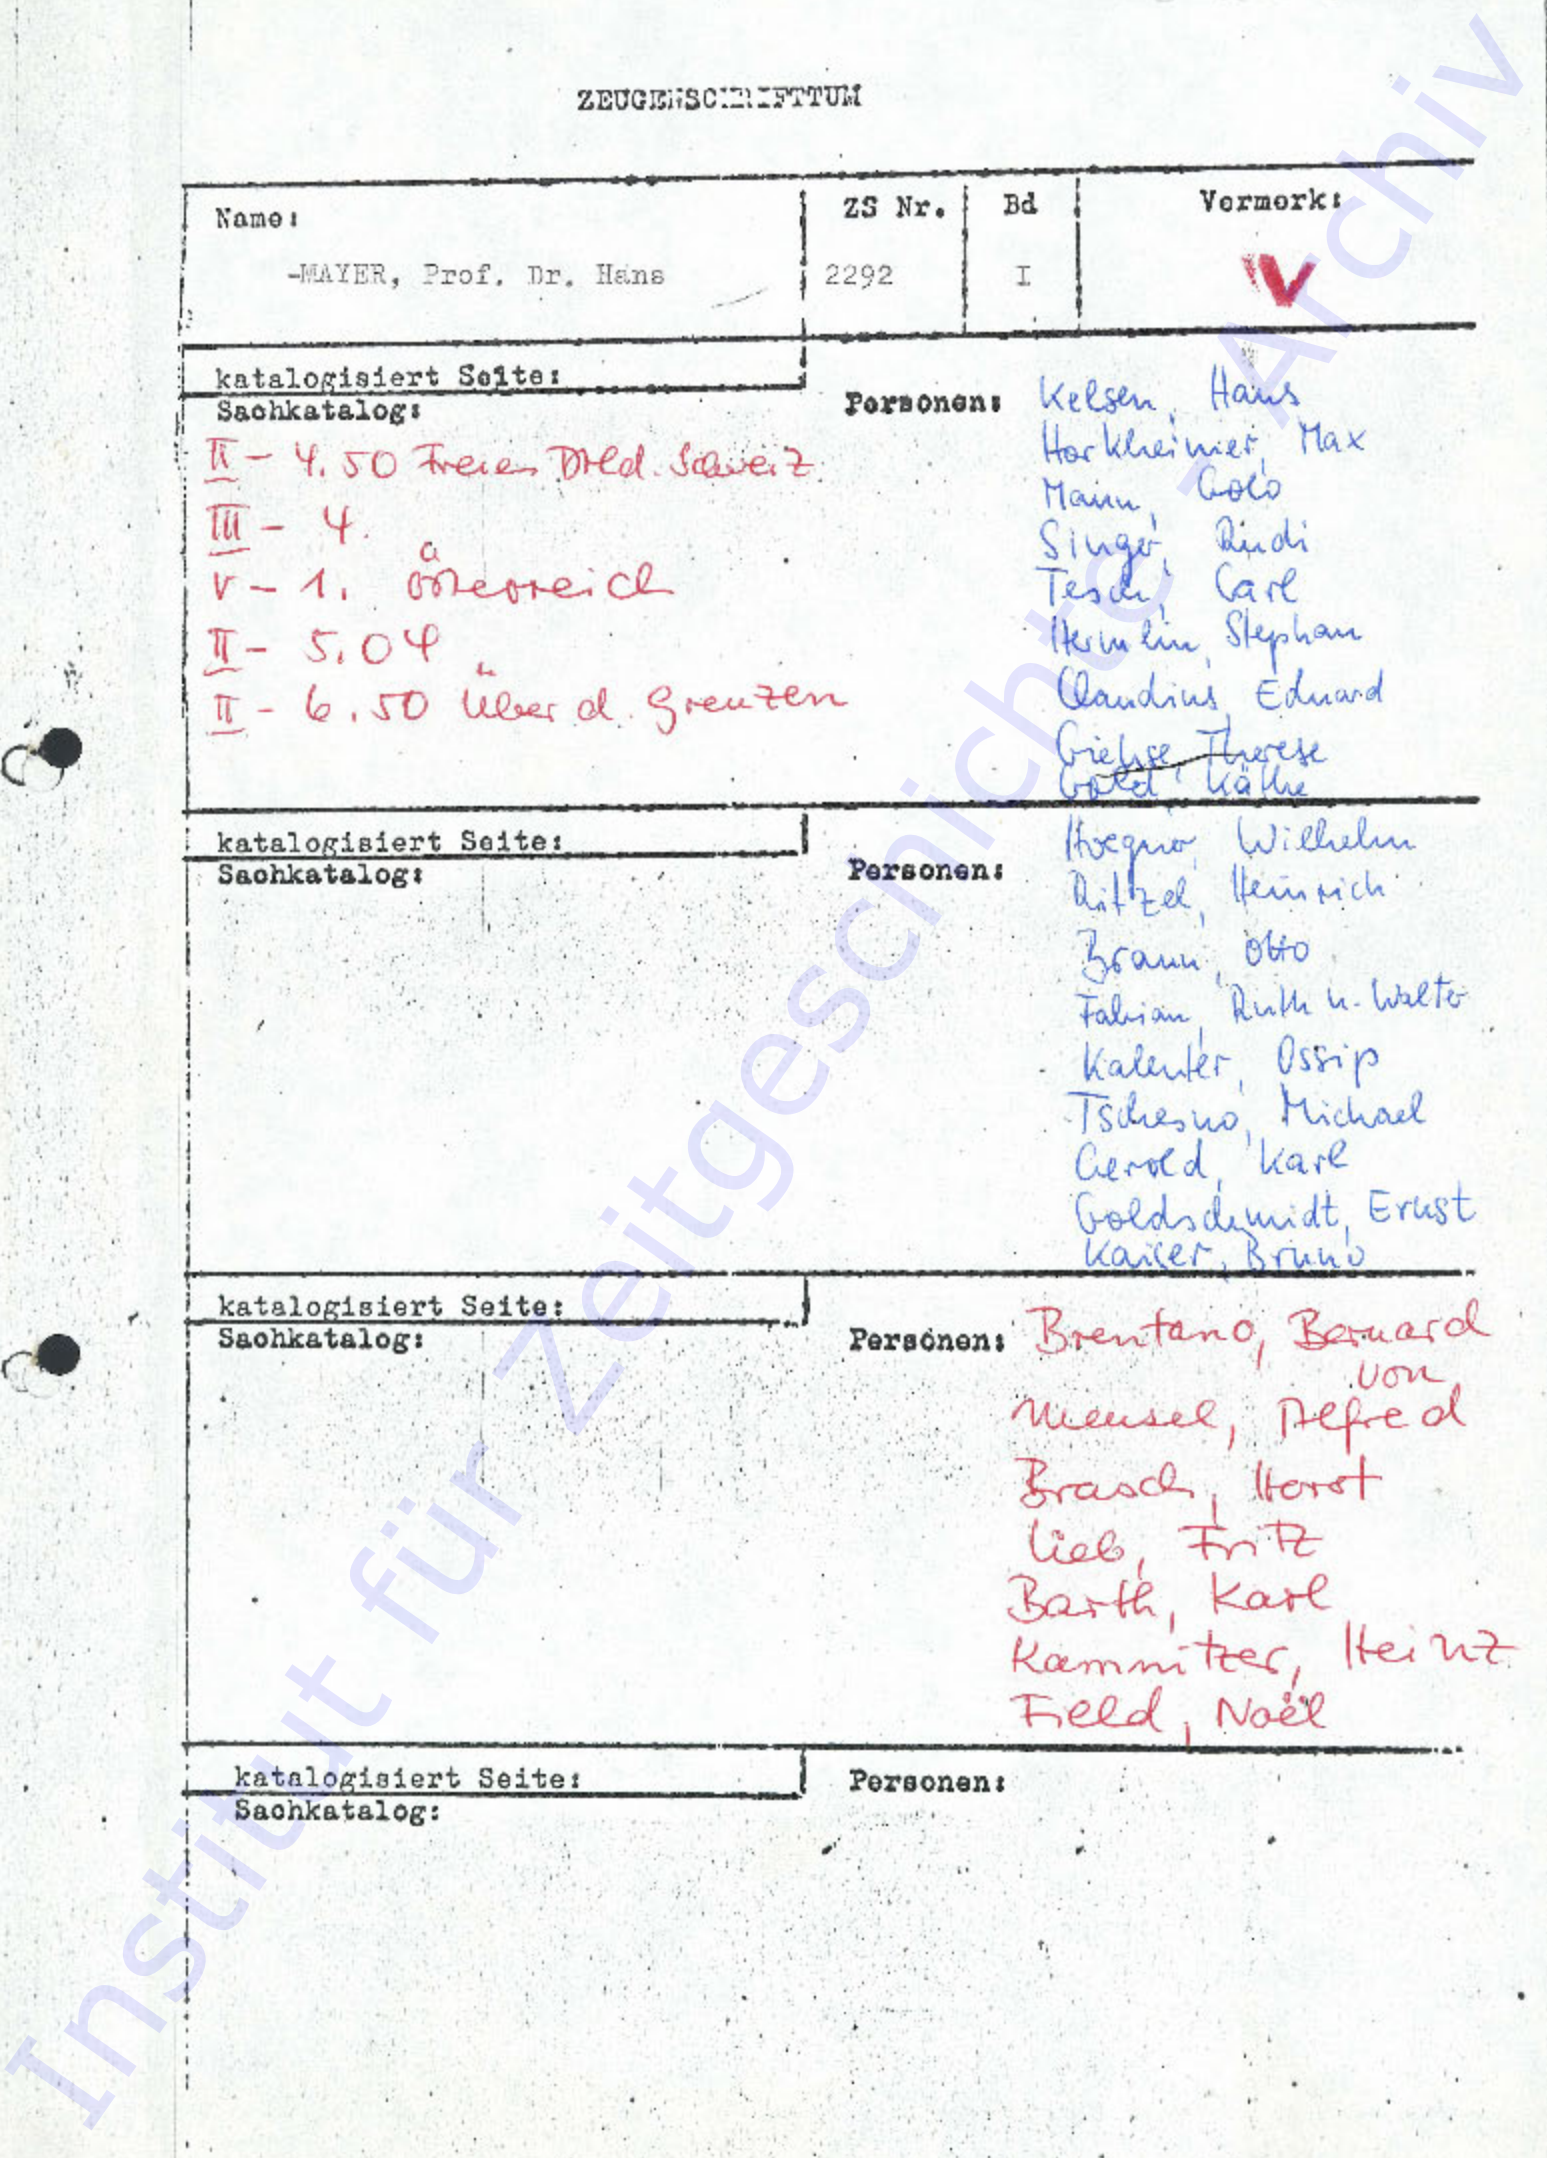 ZEUGENSCHRIFTTUM
Name: ZS Nr. Bd Vermerk:
-MAYER, Prof. Dr. Hans 2292 I V
katalogisiert Seite:
Sachkatalog:
II - 4.50 Freies Dtld. Schweiz
III - 4.
V - 1. Österreich
II - 5.04
II - 6.50 Über d. Grenzen
Personen: Kelsen, Hans
Horkheimer, Max
Mann, Golo
Singer, Rudi
Tesch, Carl
Hermlin, Stephan
Claudius, Eduard
Giehse, Therese
Gold, Käthe
katalogisiert Seite:
Sachkatalog:
Personen:
Hoegner, Wilhelm
Ritzel, Heinrich
Braun, Otto
Fabian, Ruth u. Walter
Kalenter, Ossip
Tschesno, Michael
Gerold, Karl
Goldschmidt, Ernst
Kaiser, Bruno
katalogisiert Seite:
Sachkatalog:
Personen: Brentano, Bernard
von
Meusel, Alfred
Brasch, Horst
Lieb, Fritz
Barth, Karl
Kamnitzer, Heinz
Field, Noël
katalogisiert Seite:
Sachkatalog:
Personen:
Institut für Zeitgeschichte - Archiv